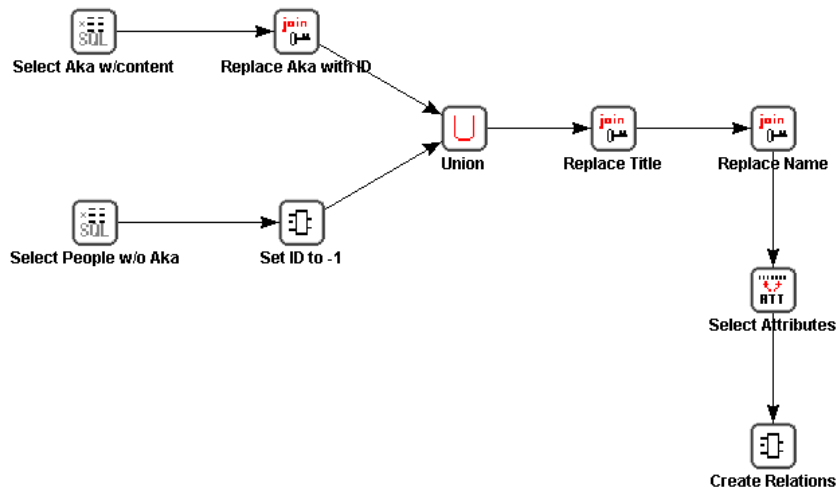 SQL
Select Aka w/content
join
Replace Aka with ID
Union
join
Replace Title
join
Replace Name
SQL
Select People w/o Aka
Set ID to -1
ATT
Select Attributes
Create Relations